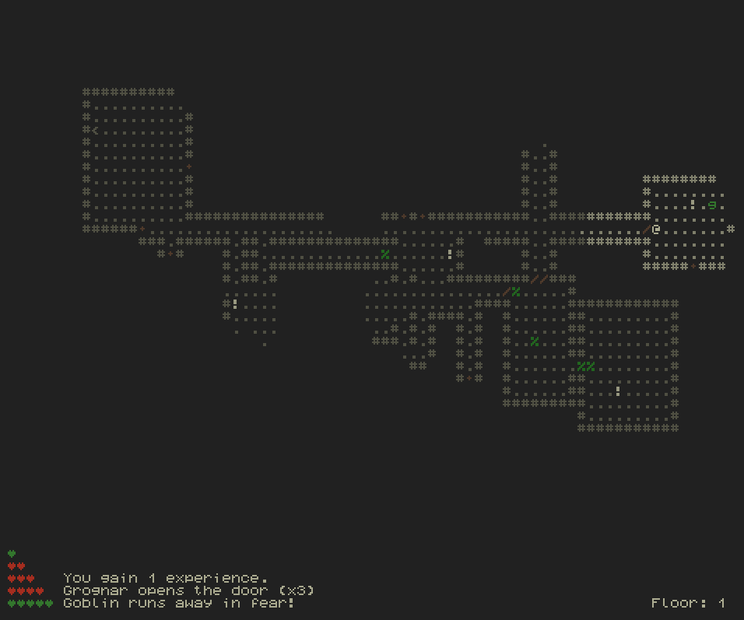 You gain 1 experience.
Grognar opens the door (x3)
Goblin runs away in fear!
Floor: 1